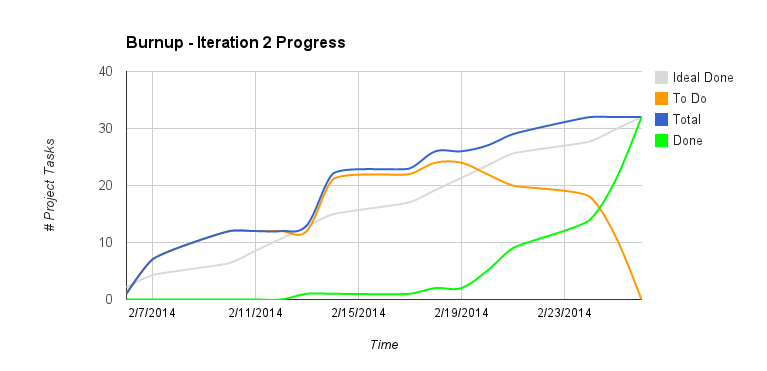 Burnup - Iteration 2 Progress
# Project Tasks
40
30
20
10
0
2/7/2014 2/11/2014 2/15/2014 2/19/2014 2/23/2014
Time
Ideal Done
To Do
Total
Done